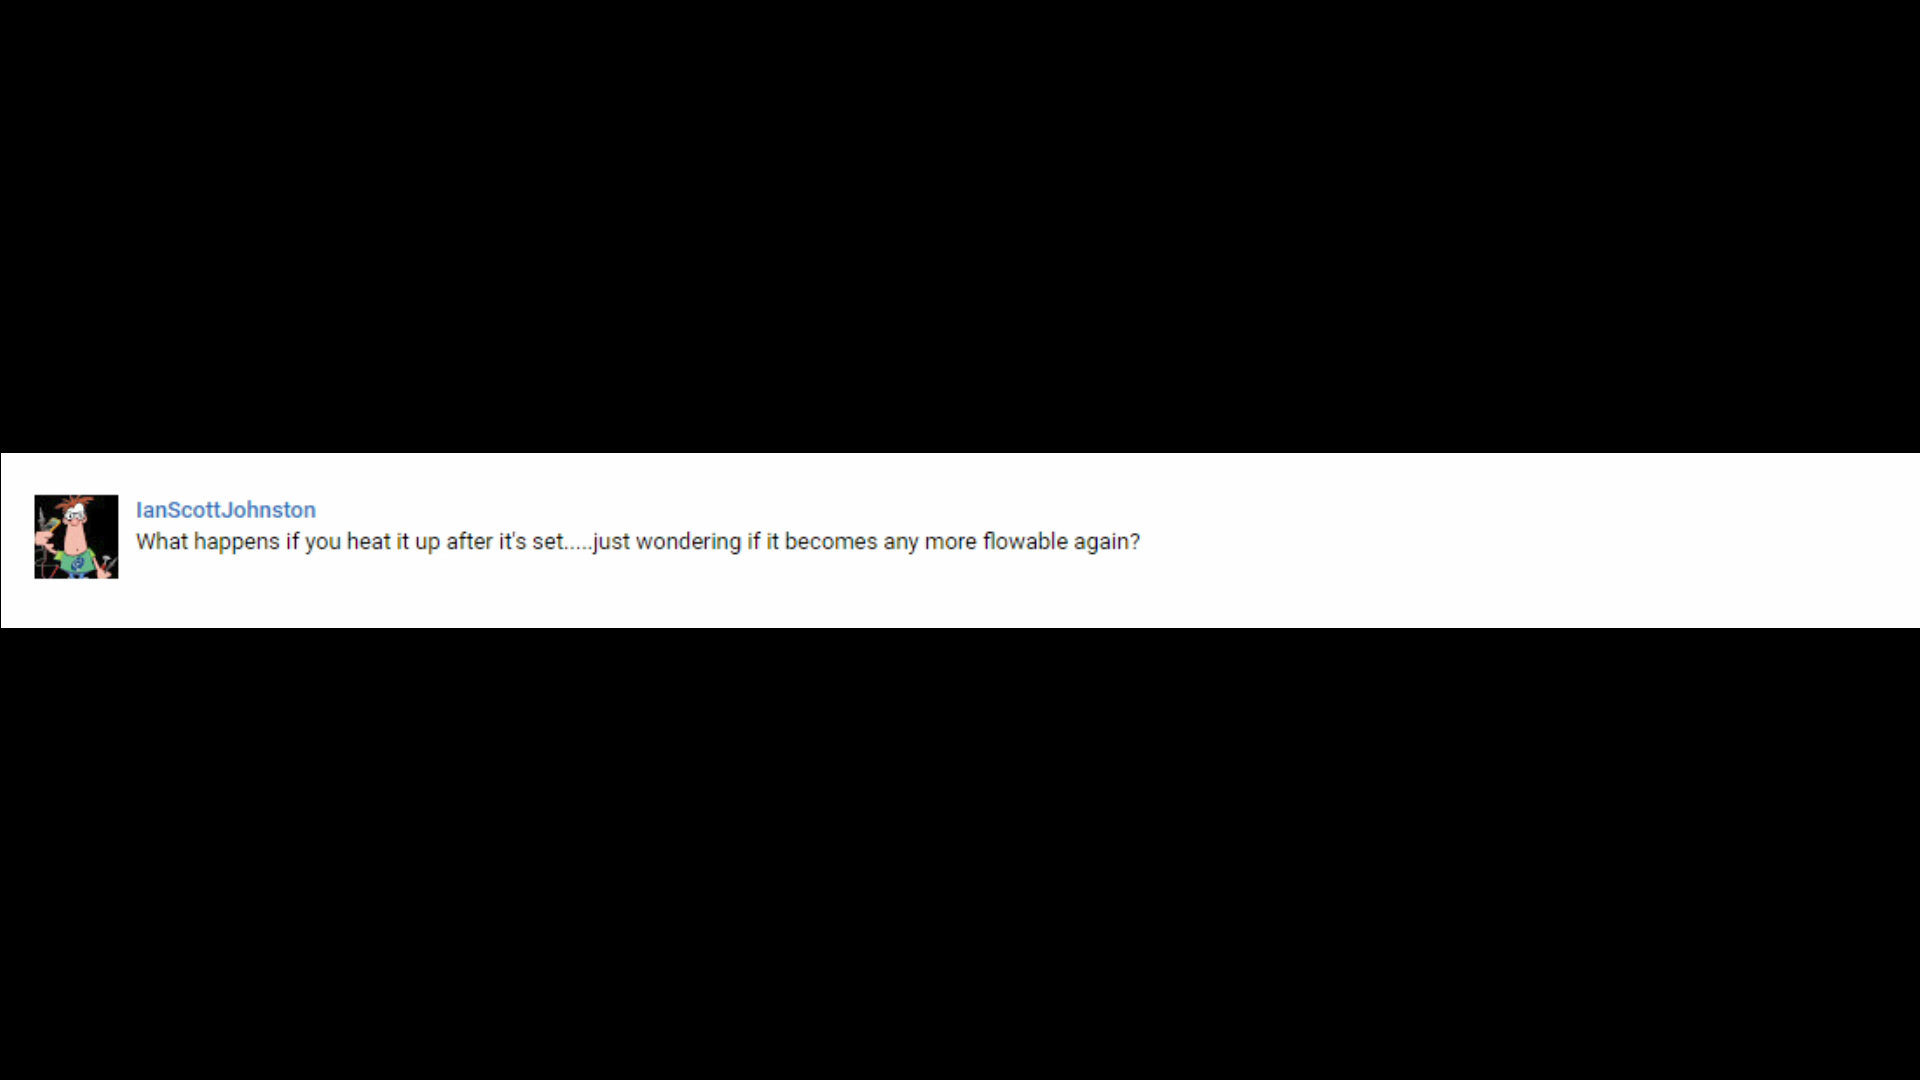 IanScottJohnston
What happens if you heat it up after it's set.....just wondering if it becomes any more flowable again?